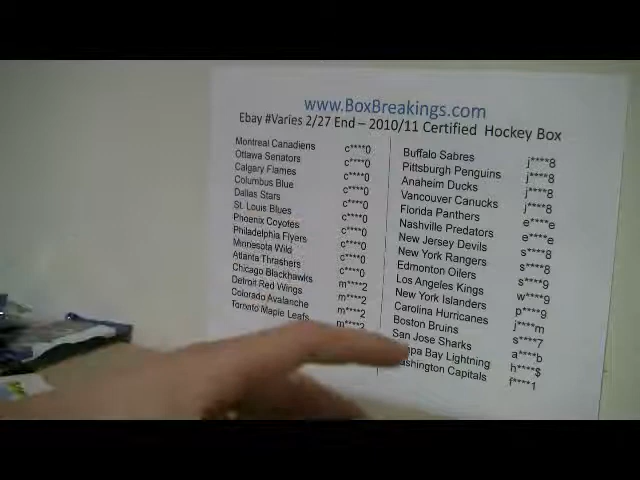 www.BoxBreakings.com
Ebay #Varies 2/27 End – 2010/11 Certified Hockey Box
Montreal Canadiens c****0
Ottawa Senators c****0
Calgary Flames c****0
Columbus Blue c****0
Dallas Stars c****0
St. Louis Blues c****0
Phoenix Coyotes c****0
Philadelphia Flyers c****0
Minnesota Wild c****0
Atlanta Thrashers c****0
Chicago Blackhawks m****2
Detroit Red Wings m****2
Colorado Avalanche m****2
Toronto Maple Leafs m****2
Buffalo Sabres j****8
Pittsburgh Penguins j****8
Anaheim Ducks j****8
Vancouver Canucks j****8
Florida Panthers e****e
Nashville Predators e****e
New Jersey Devils s****8
New York Rangers s****8
Edmonton Oilers s****9
Los Angeles Kings w****9
New York Islanders p****9
Carolina Hurricanes j****m
Boston Bruins s****7
San Jose Sharks a****b
mpa Bay Lightning h****$
ashington Capitals f****1